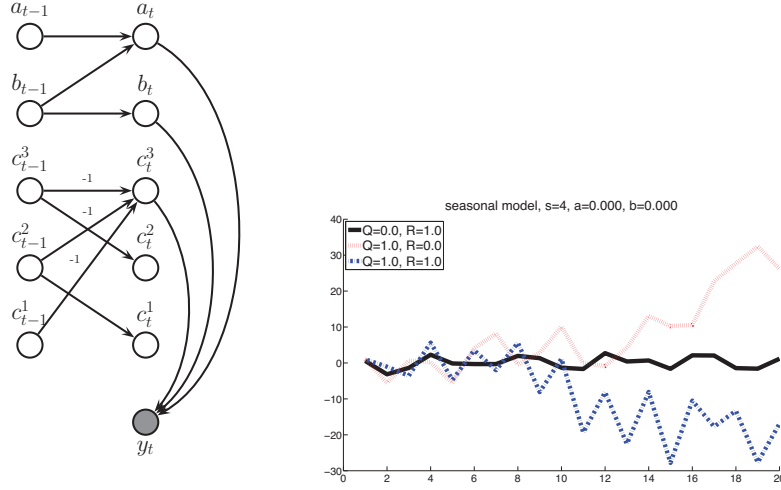 a_{t−1}
a_t
b_{t−1}
b_t
c^3_{t−1}
c^3_t
-1
-1
c^2_{t−1}
c^2_t
-1
c^1_{t−1}
c^1_t
y_t
seasonal model, s=4, a=0.000, b=0.000
Q=0.0, R=1.0
Q=1.0, R=0.0
Q=1.0, R=1.0
40
30
20
10
0
−10
−20
−30
0 2 4 6 8 10 12 14 16 18 20